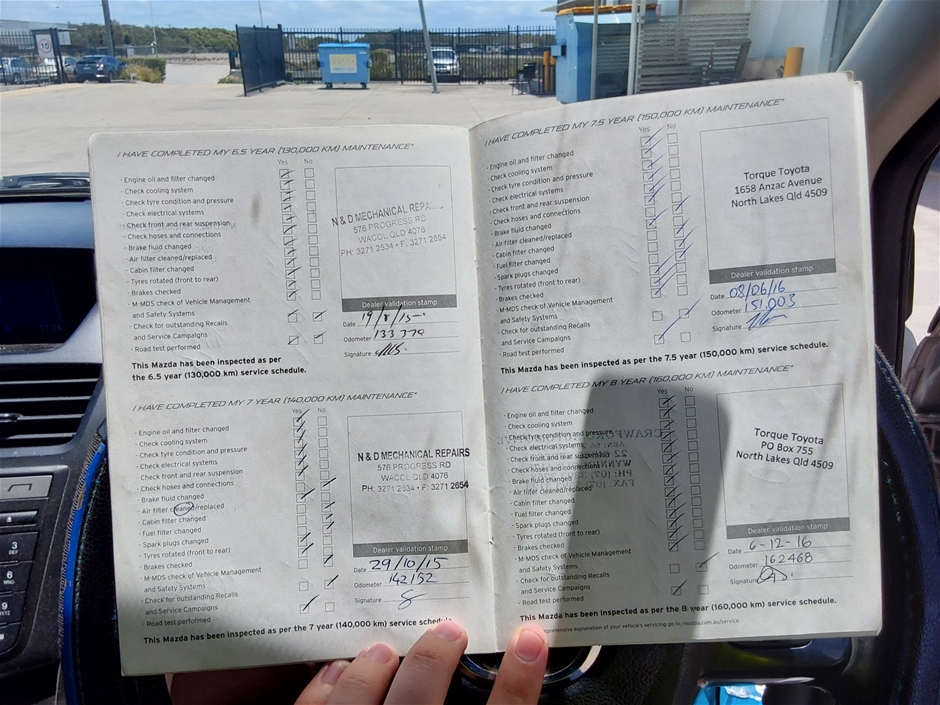 I HAVE COMPLETED MY 6.5 YEAR (130,000 KM) MAINTENANCE*
Yes No
- Engine oil and filter changed
- Check cooling system
- Check tyre condition and pressure
- Check electrical systems
- Check front and rear suspension
- Check hoses and connections
- Brake fluid changed
- Air filter cleaned/replaced
- Cabin filter changed
- Tyres rotated (front to rear)
- Brakes checked
- M-MDS check of Vehicle Management
and Safety Systems
- Check for outstanding Recalls
and Service Campaigns
- Road test performed
N & D MECHANICAL REPAIRS
576 PROGRESS RD
WACOL QLD 4076
PH: 3271 2534 • F: 3271 2654
Dealer validation stamp
Date 19/8/15
Odometer 133379
Signature
This Mazda has been inspected as per
the 6.5 year (130,000 km) service schedule.
I HAVE COMPLETED MY 7 YEAR (140,000 KM) MAINTENANCE*
Yes No
- Engine oil and filter changed
- Check cooling system
- Check tyre condition and pressure
- Check electrical systems
- Check front and rear suspension
- Check hoses and connections
- Brake fluid changed
- Air filter cleaned/replaced
- Cabin filter changed
- Fuel filter changed
- Spark plugs changed
- Tyres rotated (front to rear)
- Brakes checked
- M-MDS check of Vehicle Management
and Safety Systems
- Check for outstanding Recalls
and Service Campaigns
- Road test performed
N & D MECHANICAL REPAIRS
576 PROGRESS RD
WACOL QLD 4076
PH: 3271 2534 • F: 3271 2654
Dealer validation stamp
Date 29/10/15
Odometer 142152
Signature
This Mazda has been inspected as per the 7 year (140,000 km) service
I HAVE COMPLETED MY 7.5 YEAR (150,000 KM) MAINTENANCE*
Yes No
- Engine oil and filter changed
- Check cooling system
- Check tyre condition and pressure
- Check electrical systems
- Check front and rear suspension
- Check hoses and connections
- Brake fluid changed
- Air filter cleaned/replaced
- Cabin filter changed
- Fuel filter changed
- Spark plugs changed
- Tyres rotated (front to rear)
- Brakes checked
- M-MDS check of Vehicle Management
and Safety Systems
- Check for outstanding Recalls
and Service Campaigns
- Road test performed
Torque Toyota
1658 Anzac Avenue
North Lakes Qld 4509
Dealer validation stamp
Date 08/06/16
Odometer 151,003
Signature
This Mazda has been inspected as per the 7.5 year (150,000 km) service schedule.
I HAVE COMPLETED MY 8 YEAR (160,000 KM) MAINTENANCE*
Yes No
- Engine oil and filter changed
- Check cooling system
- Check tyre condition and pressure
- Check electrical systems
- Check front and rear suspension
- Check hoses and connections
- Brake fluid changed
- Air filter cleaned/replaced
- Cabin filter changed
- Fuel filter changed
- Spark plugs changed
- Tyres rotated (front to rear)
- Brakes checked
- M-MDS check of Vehicle Management
and Safety Systems
- Check for outstanding Recalls
and Service Campaigns
- Road test performed
Torque Toyota
PO Box 755
North Lakes Qld 4509
Dealer validation stamp
Date 6-12-16
Odometer 162468
Signature
This Mazda has been inspected as per the 8 year (160,000 km) service schedule.
explanation of your vehicle's servicing go to mazda.com.au/service
10